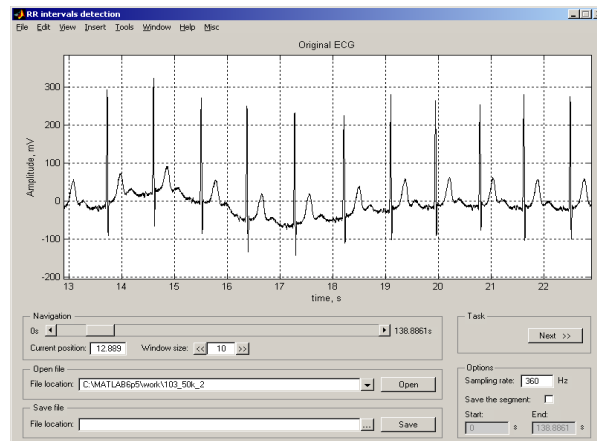 RR intervals detection
File Edit View Insert Tools Window Help Misc
Original ECG
Amplitude, mV
300
200
100
0
-100
-200
13 14 15 16 17 18 19 20 21 22
time, s
Navigation
0s 138.8861s
Current position: 12.889 Window size: << 10 >>
Task
Next >>
Open file
File location: C:\MATLAB6p5\work\103_50k_2 Open
Save file
File location: ... Save
Options
Sampling rate: 360 Hz
Save the segment:
Start: End:
0 s 138.8861 s